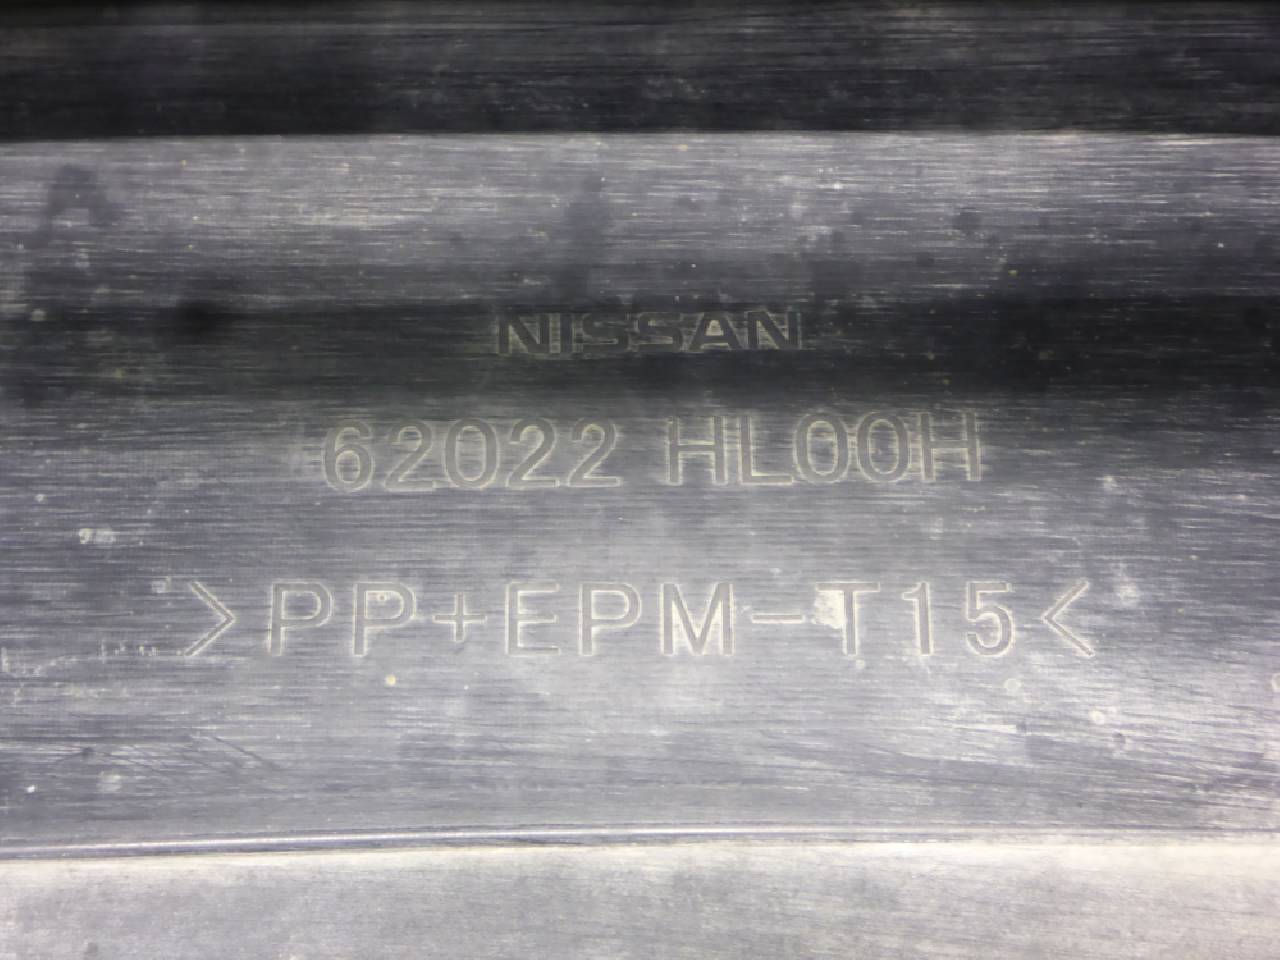 NISSAN
62022 HL00H
>PP+EPM-T15<